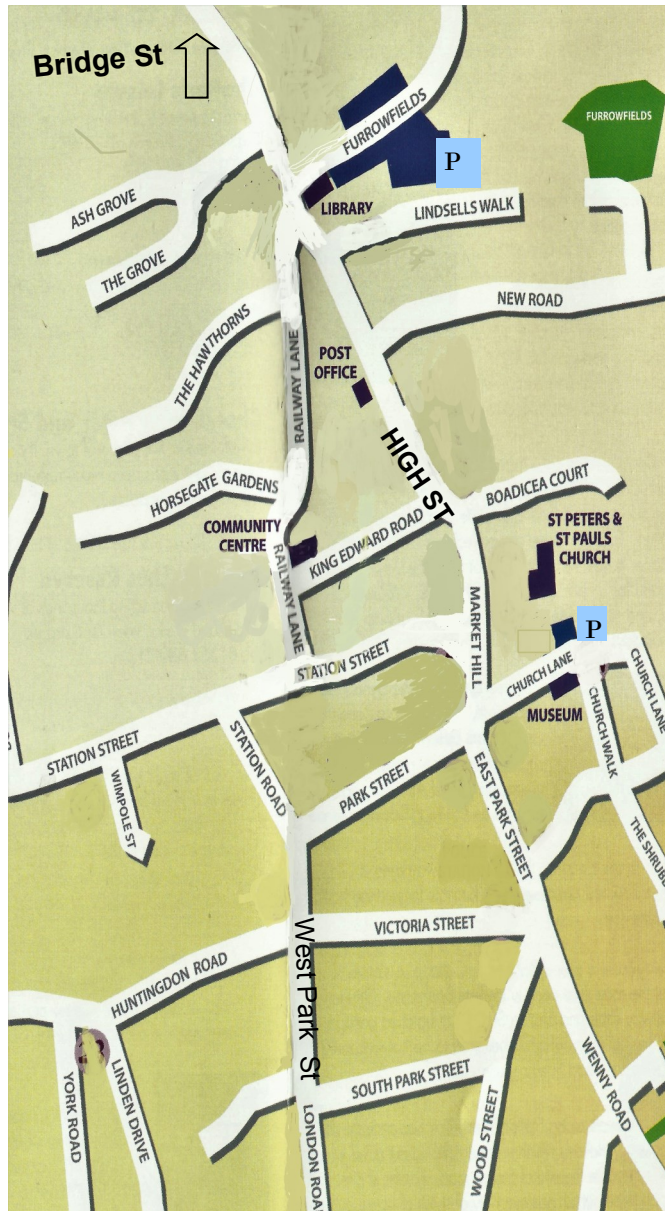 Bridge St
FURROWFIELDS
FURROWFIELDS
P
ASH GROVE
LIBRARY
LINDSELLS WALK
THE GROVE
NEW ROAD
THE HAWTHORNS
RAILWAY LANE
POST
OFFICE
HIGH ST
HORSEGATE GARDENS
BOADICEA COURT
COMMUNITY
CENTRE
KING EDWARD ROAD
ST PETERS &
ST PAULS
CHURCH
RAILWAY LANE
MARKET HILL
P
STATION STREET
CHURCH LANE
CHURCH LANE
MUSEUM
CHURCH WALK
STATION STREET
STATION ROAD
PARK STREET
EAST PARK STREET
WIMPOLE ST
THE SHRUBB
VICTORIA STREET
West Park St
HUNTINGDON ROAD
SOUTH PARK STREET
WENNY ROAD
YORK ROAD
LINDEN DRIVE
LONDON ROAD
WOOD STREET